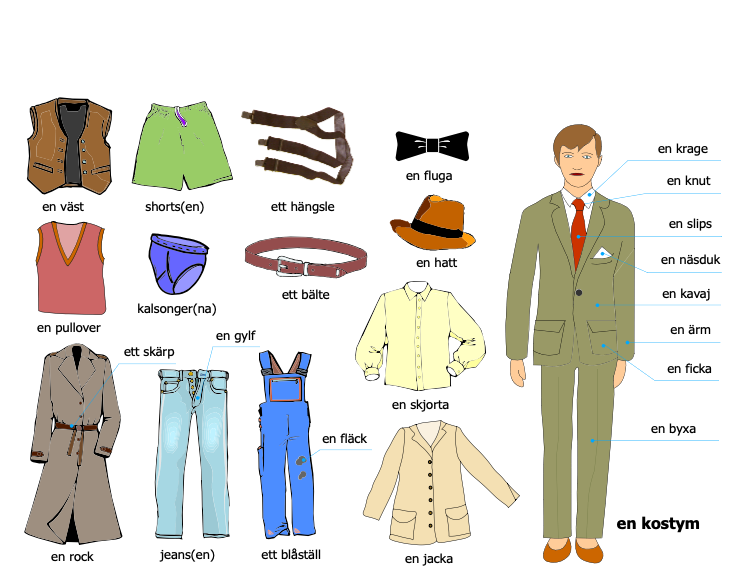 en väst
shorts(en)
ett hängsle
en fluga
en krage
en knut
en slips
en näsduk
en kavaj
en ärm
en ficka
en byxa
en kostym
en pullover
kalsonger(na)
ett bälte
en hatt
ett skärp
en gylf
en fläck
en skjorta
en rock
jeans(en)
ett blåställ
en jacka